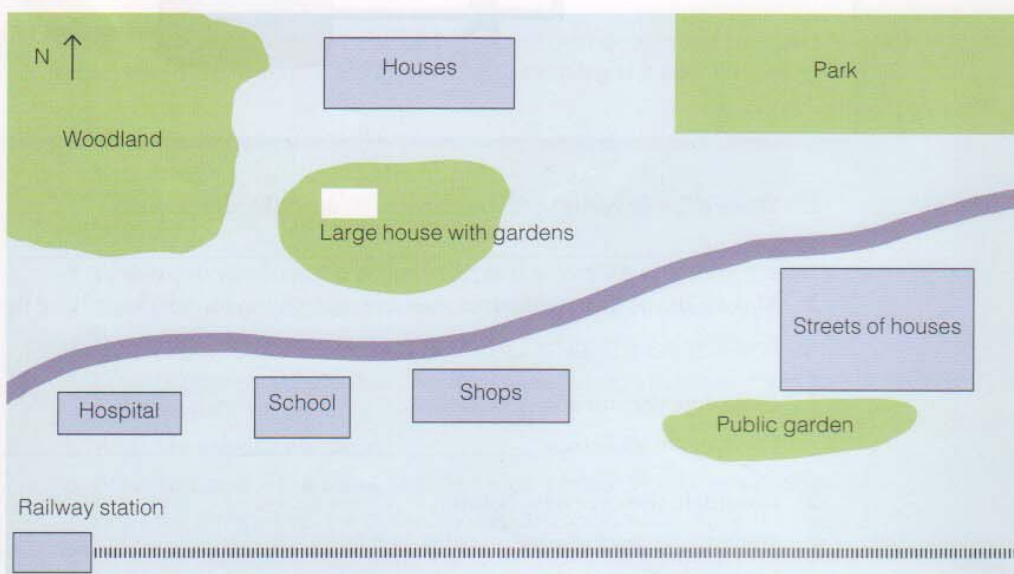 N
Houses
Park
Woodland
Large house with gardens
Streets of houses
Hospital
School
Shops
Public garden
Railway station